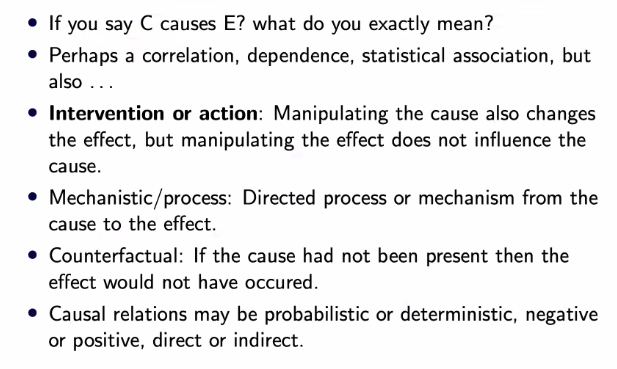 • If you say C causes E? what do you exactly mean?
• Perhaps a correlation, dependence, statistical association, but
also ...
• Intervention or action: Manipulating the cause also changes
the effect, but manipulating the effect does not influence the
cause.
• Mechanistic/process: Directed process or mechanism from the
cause to the effect.
• Counterfactual: If the cause had not been present then the
effect would not have occured.
• Causal relations may be probabilistic or deterministic, negative
or positive, direct or indirect.